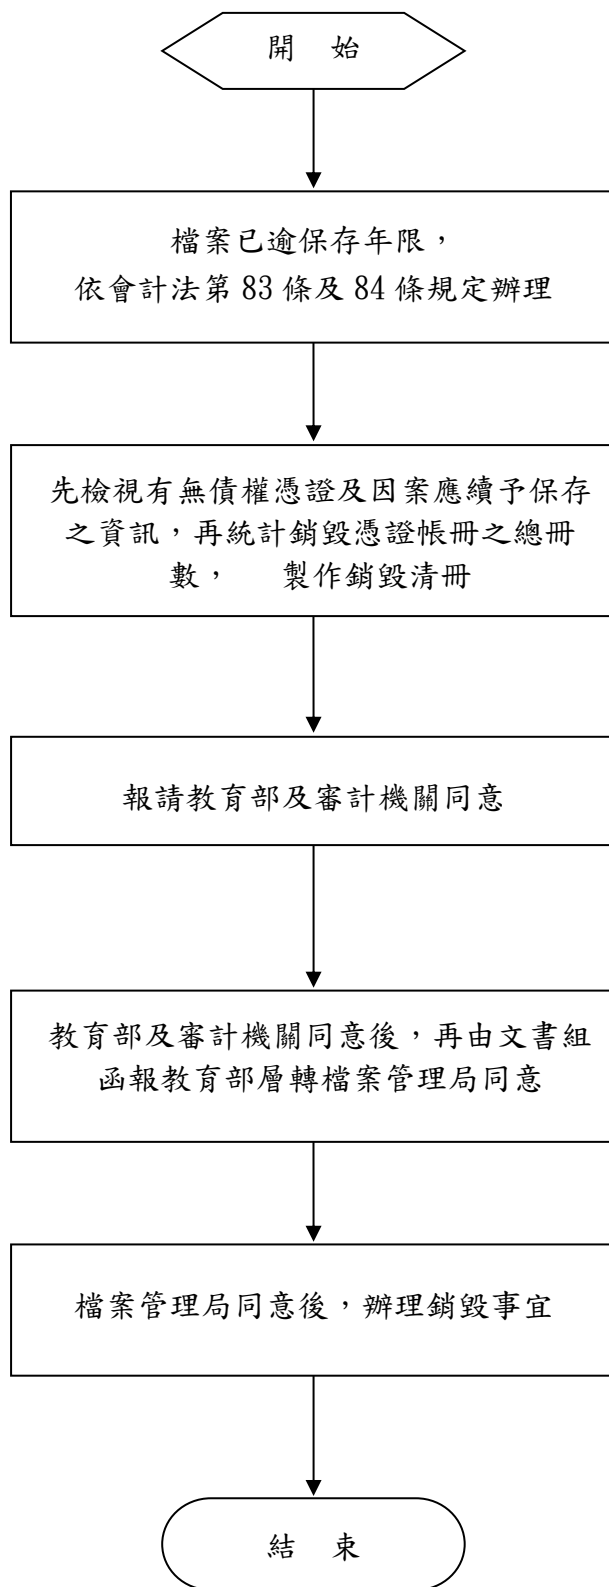 開　始
檔案已逾保存年限，
依會計法第 83 條及 84 條規定辦理
先檢視有無債權憑證及因案應續予保存
之資訊，再統計銷毀憑證帳冊之總冊
數，　　製作銷毀清冊
報請教育部及審計機關同意
教育部及審計機關同意後，再由文書組
函報教育部層轉檔案管理局同意
檔案管理局同意後，辦理銷毀事宜
結　束